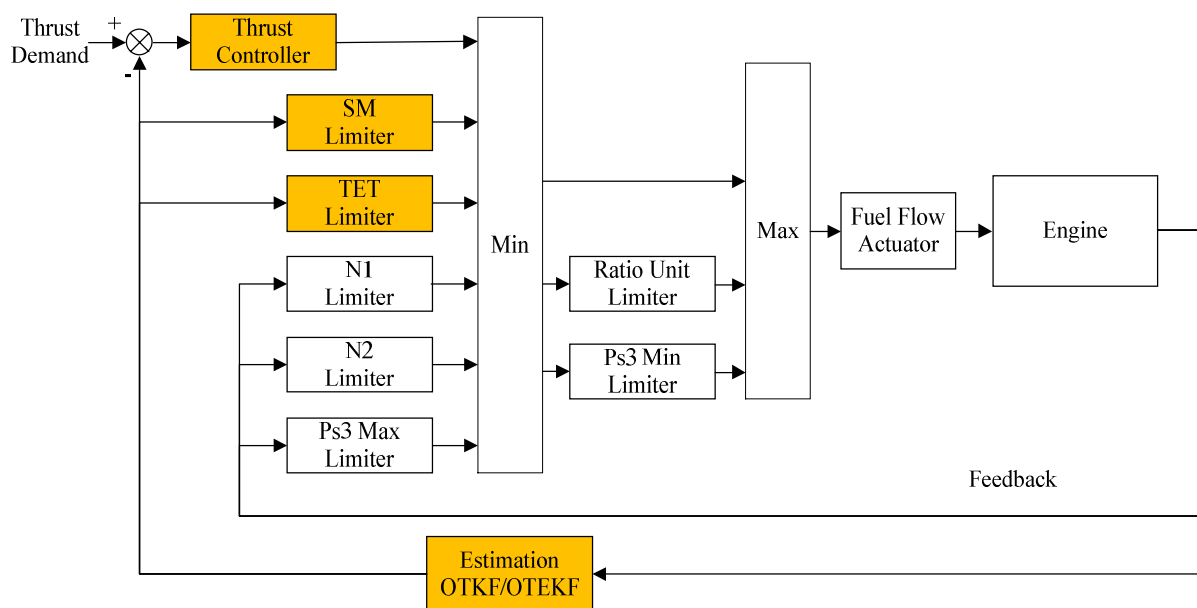 Thrust
Demand
+
-
Thrust
Controller
SM
Limiter
TET
Limiter
N1
Limiter
N2
Limiter
Ps3 Max
Limiter
Min
Ratio Unit
Limiter
Ps3 Min
Limiter
Max
Fuel Flow
Actuator
Engine
Feedback
Estimation
OTKF/OTEKF